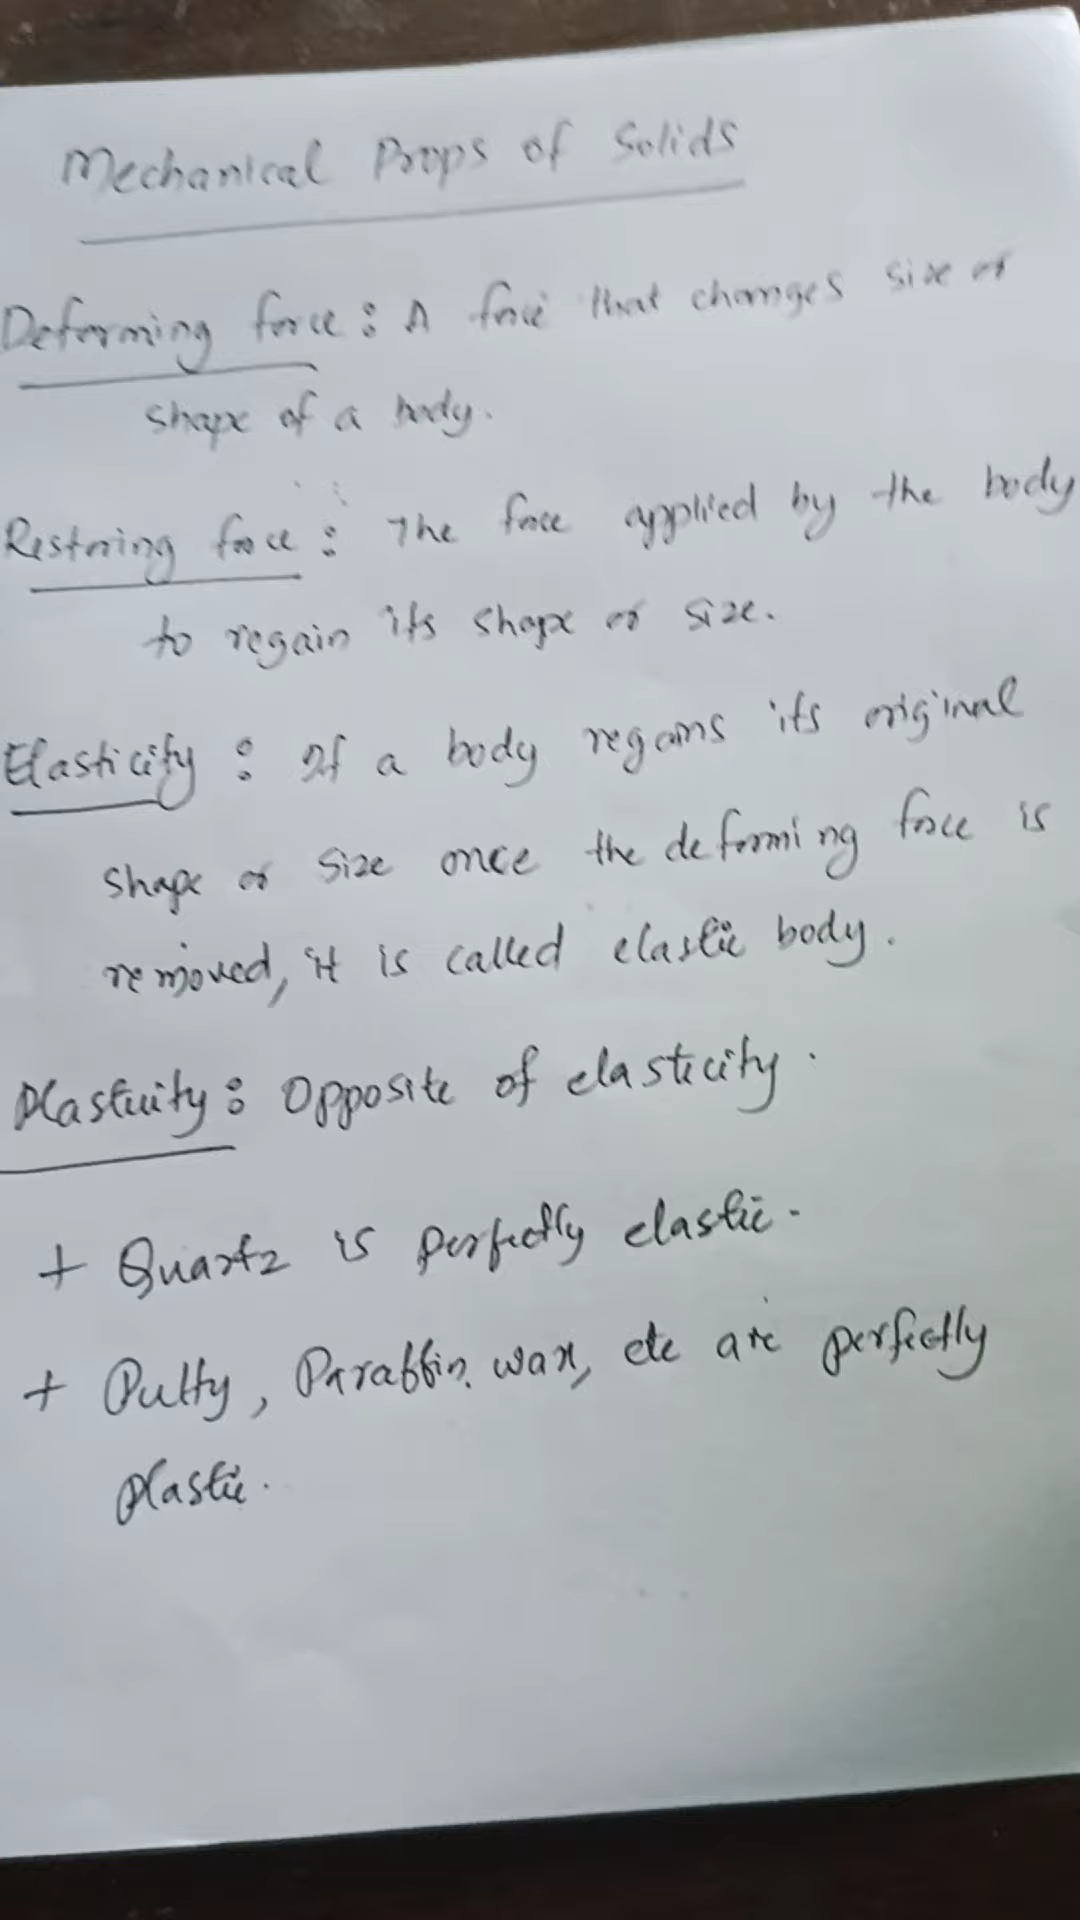 Mechanical Props of Solids
Deforming force : A force that changes size or
shape of a body.
Restoring force : The force applied by the body
to regain its shape or size.
Elasticity : If a body regains its original
shape or size once the deforming force is
removed, it is called elastic body.
Plasticity : Opposite of elasticity.
+ Quartz is perfectly elastic.
+ Putty, Paraffin wax, etc are perfectly
plastic.